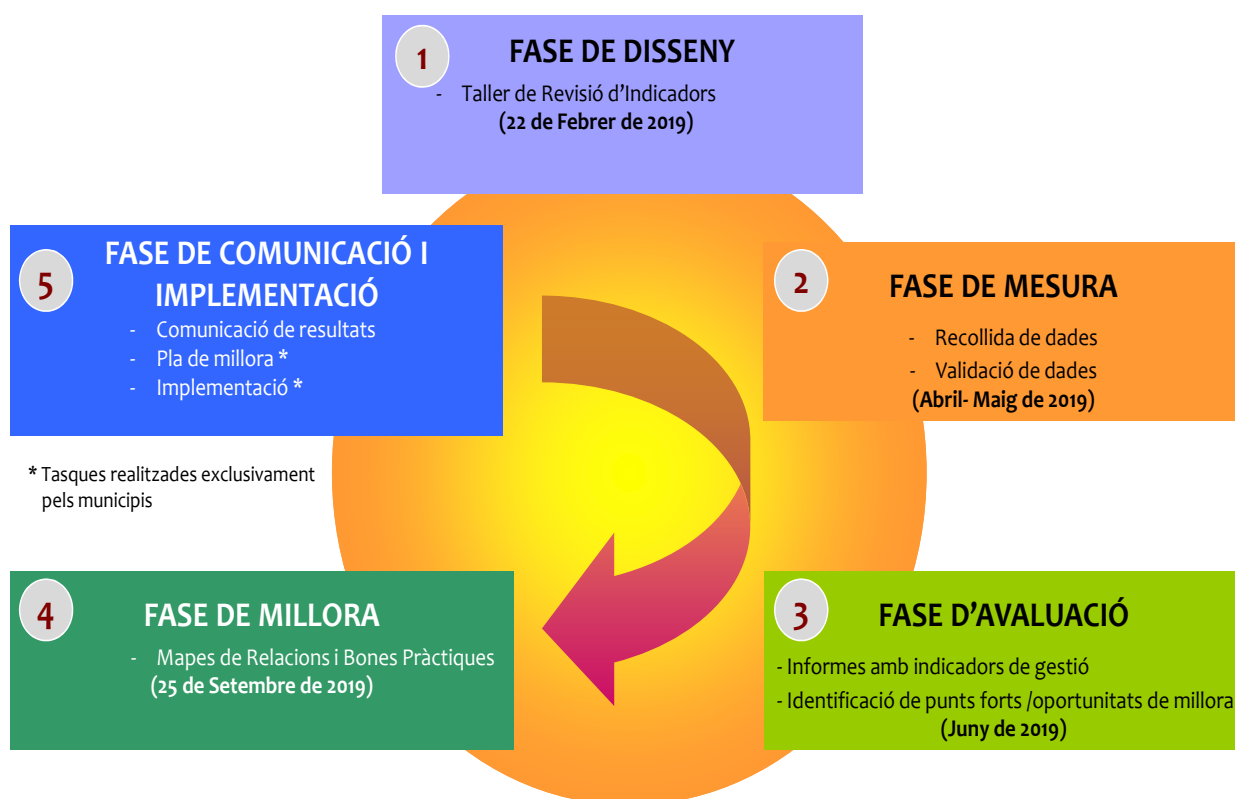 1
FASE DE DISSENY
- Taller de Revisió d'Indicadors
(22 de Febrer de 2019)
2
FASE DE MESURA
- Recollida de dades
- Validació de dades
(Abril- Maig de 2019)
3
FASE D'AVALUACIÓ
- Informes amb indicadors de gestió
- Identificació de punts forts /oportunitats de millora
(Juny de 2019)
4
FASE DE MILLORA
- Mapes de Relacions i Bones Pràctiques
(25 de Setembre de 2019)
5
FASE DE COMUNICACIÓ I
IMPLEMENTACIÓ
- Comunicació de resultats
- Pla de millora *
- Implementació *
* Tasques realitzades exclusivament
pels municipis